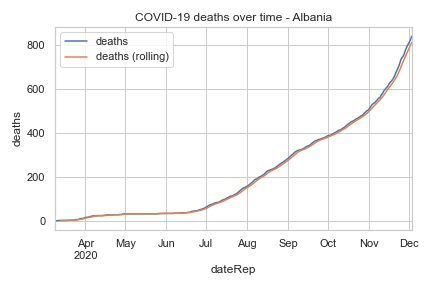 COVID-19 deaths over time - Albania
deaths
deaths (rolling)
800
600
400
200
0
deaths
Apr
2020
May
Jun
Jul
Aug
Sep
Oct
Nov
Dec
dateRep